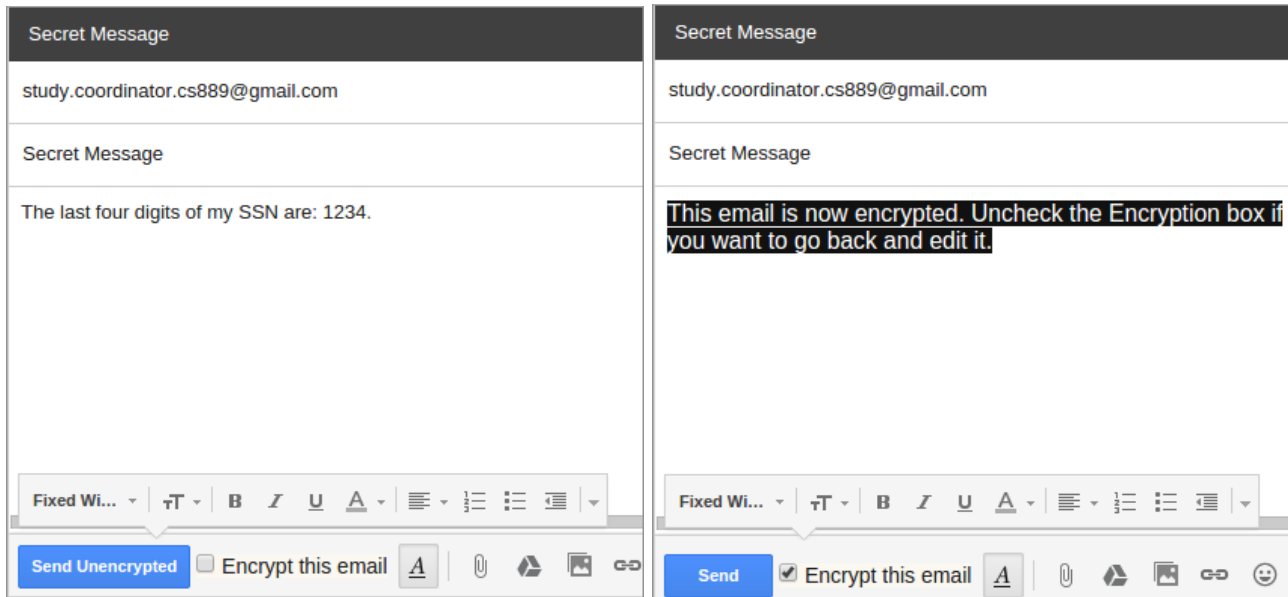 Secret Message
study.coordinator.cs889@gmail.com
Secret Message
The last four digits of my SSN are: 1234.
Fixed Wi... TT B I U A
Send Unencrypted Encrypt this email A
Secret Message
study.coordinator.cs889@gmail.com
Secret Message
This email is now encrypted. Uncheck the Encryption box if
you want to go back and edit it.
Fixed Wi... TT B I U A
Send Encrypt this email A